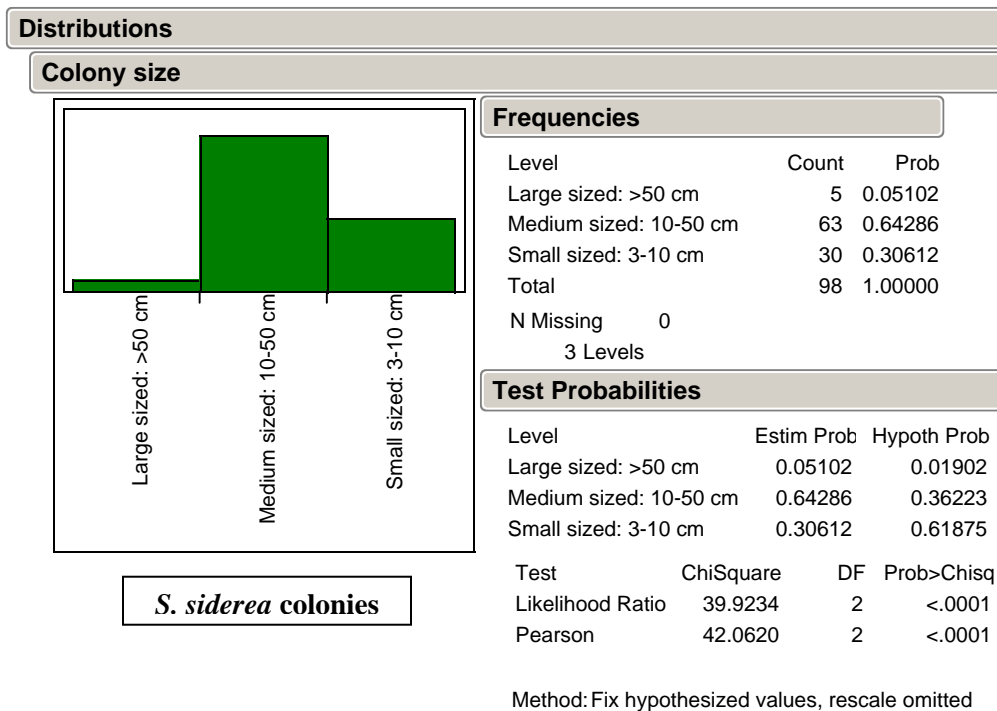 Distributions
Colony size
Large sized: >50 cm
Medium sized: 10-50 cm
Small sized: 3-10 cm
S. siderea colonies
Frequencies
Level Count Prob
Large sized: >50 cm 5 0.05102
Medium sized: 10-50 cm 63 0.64286
Small sized: 3-10 cm 30 0.30612
Total 98 1.00000
N Missing 0
3 Levels
Test Probabilities
Level Estim Prob Hypoth Prob
Large sized: >50 cm 0.05102 0.01902
Medium sized: 10-50 cm 0.64286 0.36223
Small sized: 3-10 cm 0.30612 0.61875
Test ChiSquare DF Prob>Chisq
Likelihood Ratio 39.9234 2 <.0001
Pearson 42.0620 2 <.0001
Method: Fix hypothesized values, rescale omitted